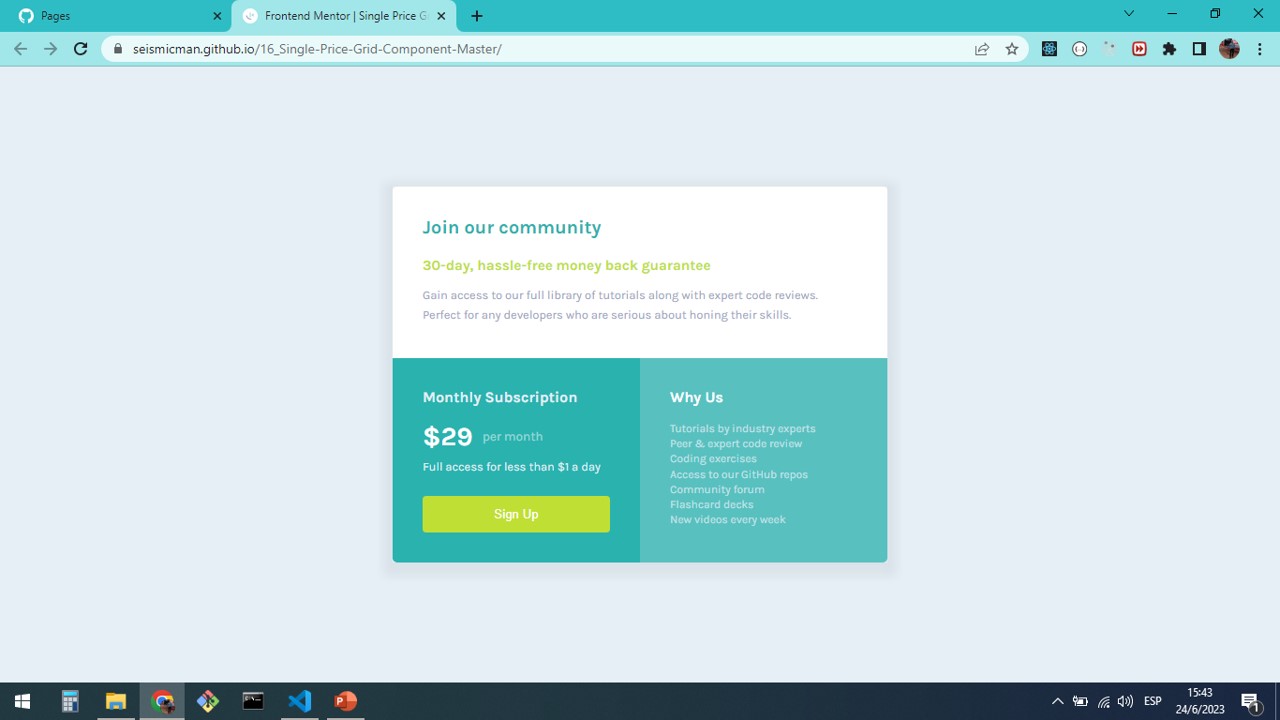 Pages
Frontend Mentor | Single Price G
seismicman.github.io/16_Single-Price-Grid-Component-Master/
Join our community
30-day, hassle-free money back guarantee
Gain access to our full library of tutorials along with expert code reviews.
Perfect for any developers who are serious about honing their skills.
Monthly Subscription
$29 per month
Full access for less than $1 a day
Sign Up
Why Us
Tutorials by industry experts
Peer & expert code review
Coding exercises
Access to our GitHub repos
Community forum
Flashcard decks
New videos every week
ESP
15:43
24/6/2023
1